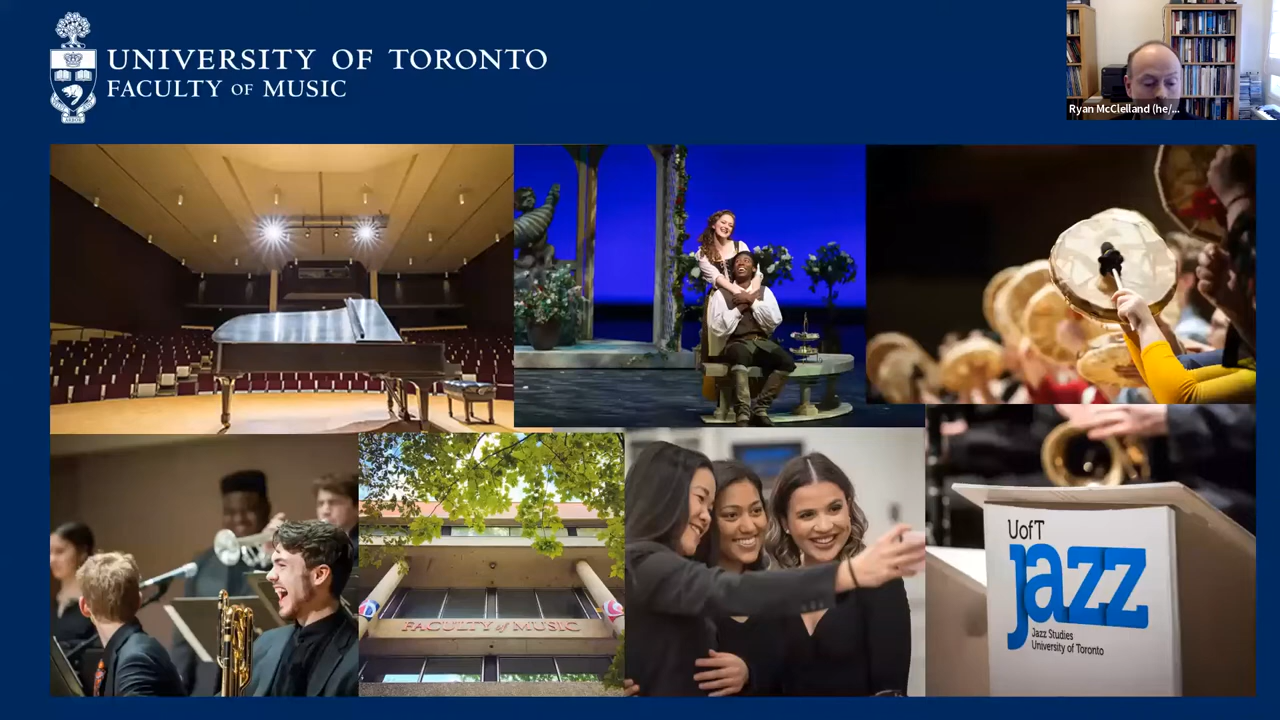 UNIVERSITY OF TORONTO
FACULTY OF MUSIC
Ryan McClelland (he/...
FACULTY of MUSIC
UofT
jazz
Jazz Studies
University of Toronto